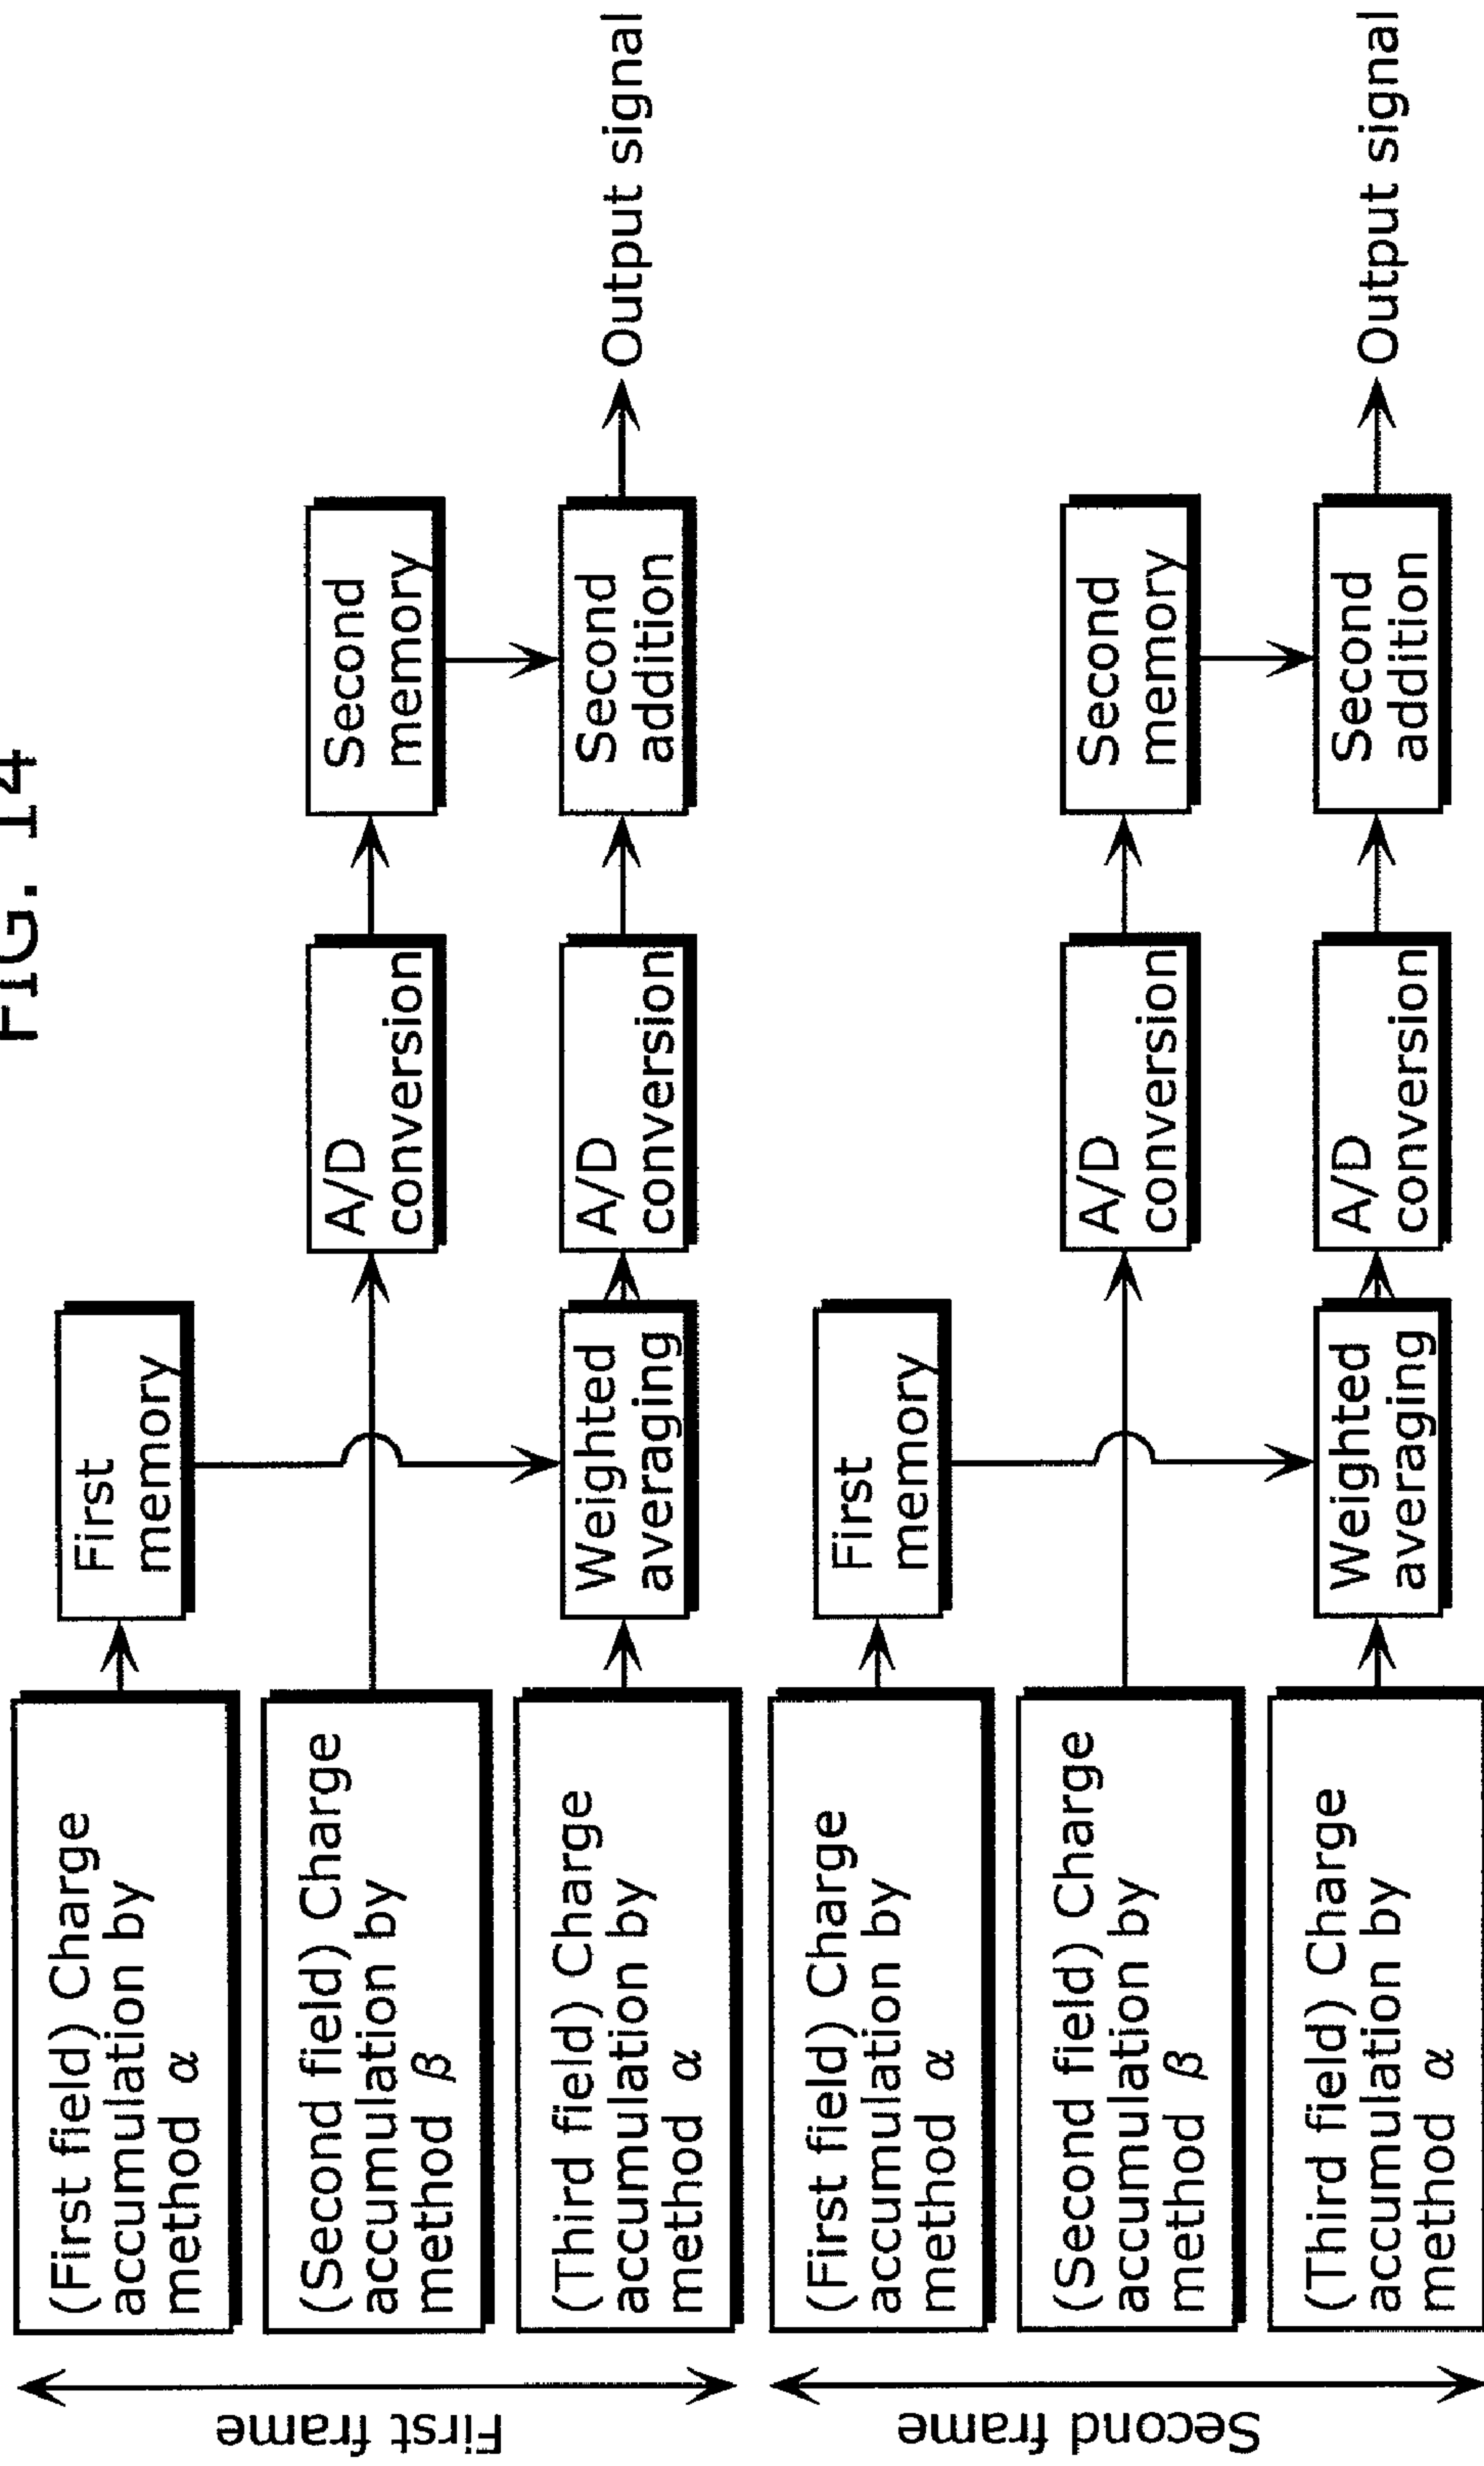 FIG. 14
First frame
(First field) Charge
accumulation by
method α
First
memory
(Second field) Charge
accumulation by
method β
A/D
conversion
Second
memory
(Third field) Charge
accumulation by
method α
Weighted
averaging
A/D
conversion
Second
addition
Output signal
Second frame
(First field) Charge
accumulation by
method α
First
memory
(Second field) Charge
accumulation by
method β
A/D
conversion
Second
memory
(Third field) Charge
accumulation by
method α
Weighted
averaging
A/D
conversion
Second
addition
Output signal